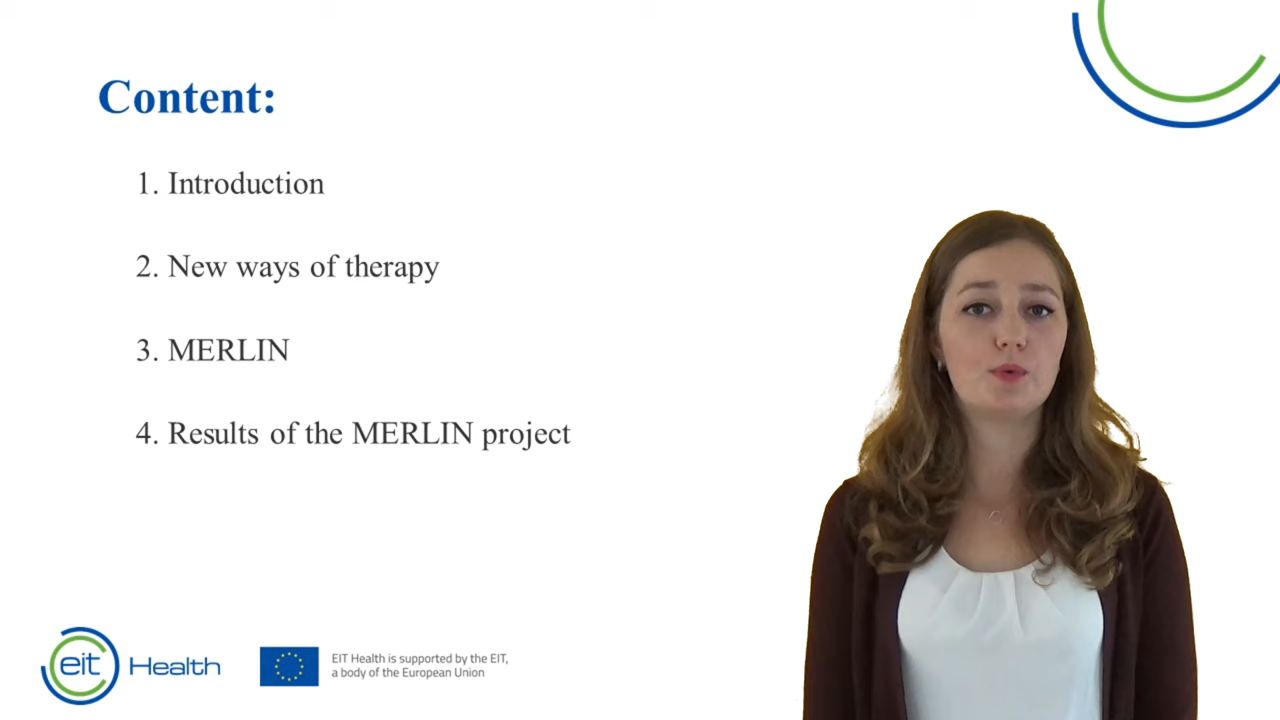 Content:
1. Introduction
2. New ways of therapy
3. MERLIN
4. Results of the MERLIN project
eit Health
EIT Health is supported by the EIT,
a body of the European Union